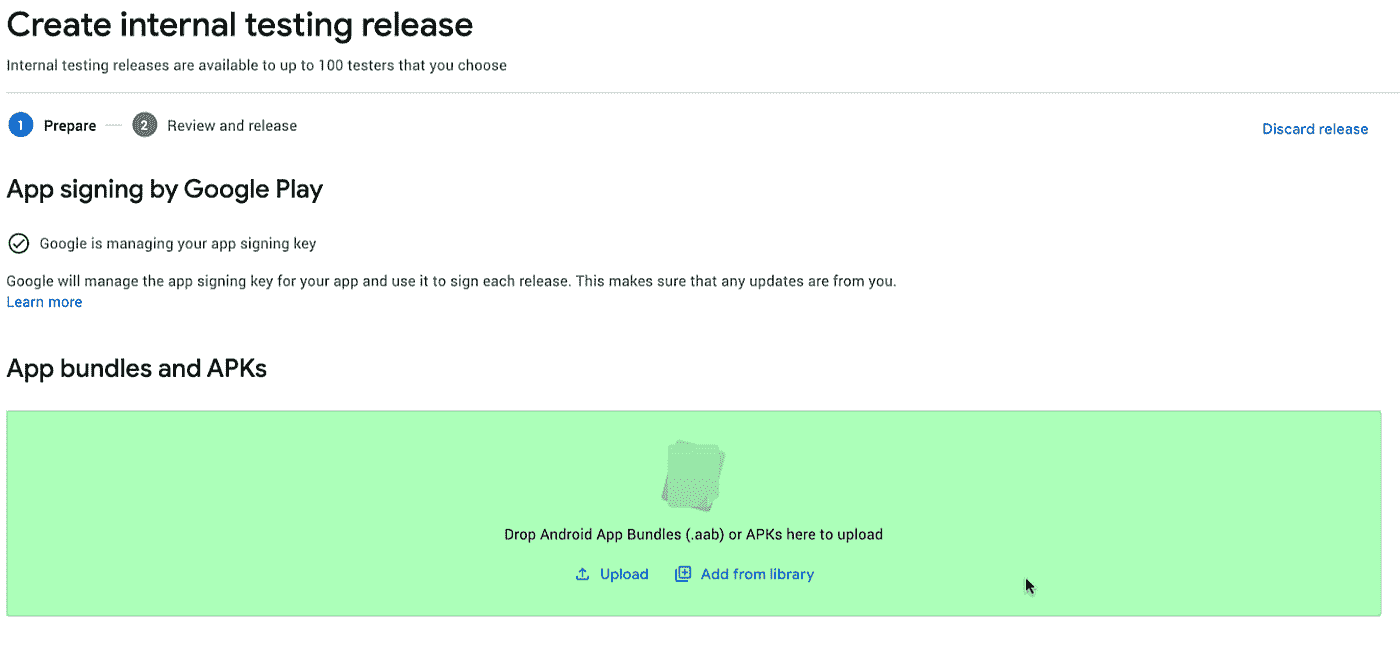 Create internal testing release
Internal testing releases are available to up to 100 testers that you choose
1 Prepare 2 Review and release
Discard release
App signing by Google Play
Google is managing your app signing key
Google will manage the app signing key for your app and use it to sign each release. This makes sure that any updates are from you.
Learn more
App bundles and APKs
Drop Android App Bundles (.aab) or APKs here to upload
Upload Add from library